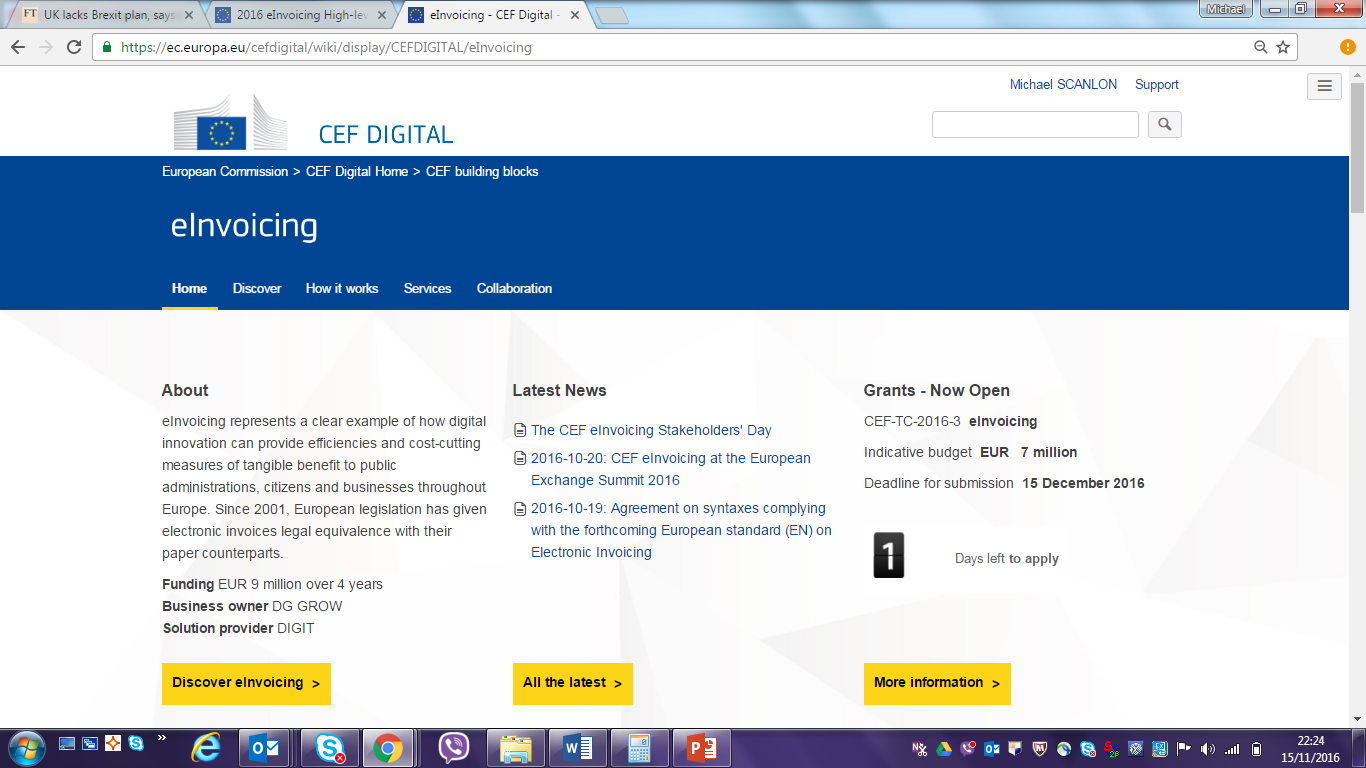 FT UK lacks Brexit plan, says
2016 eInvoicing High-lev
eInvoicing - CEF Digital -
Michael
https://ec.europa.eu/cefdigital/wiki/display/CEFDIGITAL/eInvoicing
Michael SCANLON Support
CEF DIGITAL
European Commission > CEF Digital Home > CEF building blocks
eInvoicing
Home Discover How it works Services Collaboration
About
eInvoicing represents a clear example of how digital
innovation can provide efficiencies and cost-cutting
measures of tangible benefit to public
administrations, citizens and businesses throughout
Europe. Since 2001, European legislation has given
electronic invoices legal equivalence with their
paper counterparts.
Funding EUR 9 million over 4 years
Business owner DG GROW
Solution provider DIGIT
Discover eInvoicing >
Latest News
The CEF eInvoicing Stakeholders' Day
2016-10-20: CEF eInvoicing at the European
Exchange Summit 2016
2016-10-19: Agreement on syntaxes complying
with the forthcoming European standard (EN) on
Electronic Invoicing
All the latest >
Grants - Now Open
CEF-TC-2016-3 eInvoicing
Indicative budget EUR 7 million
Deadline for submission 15 December 2016
1 Days left to apply
More information >
22:24
15/11/2016